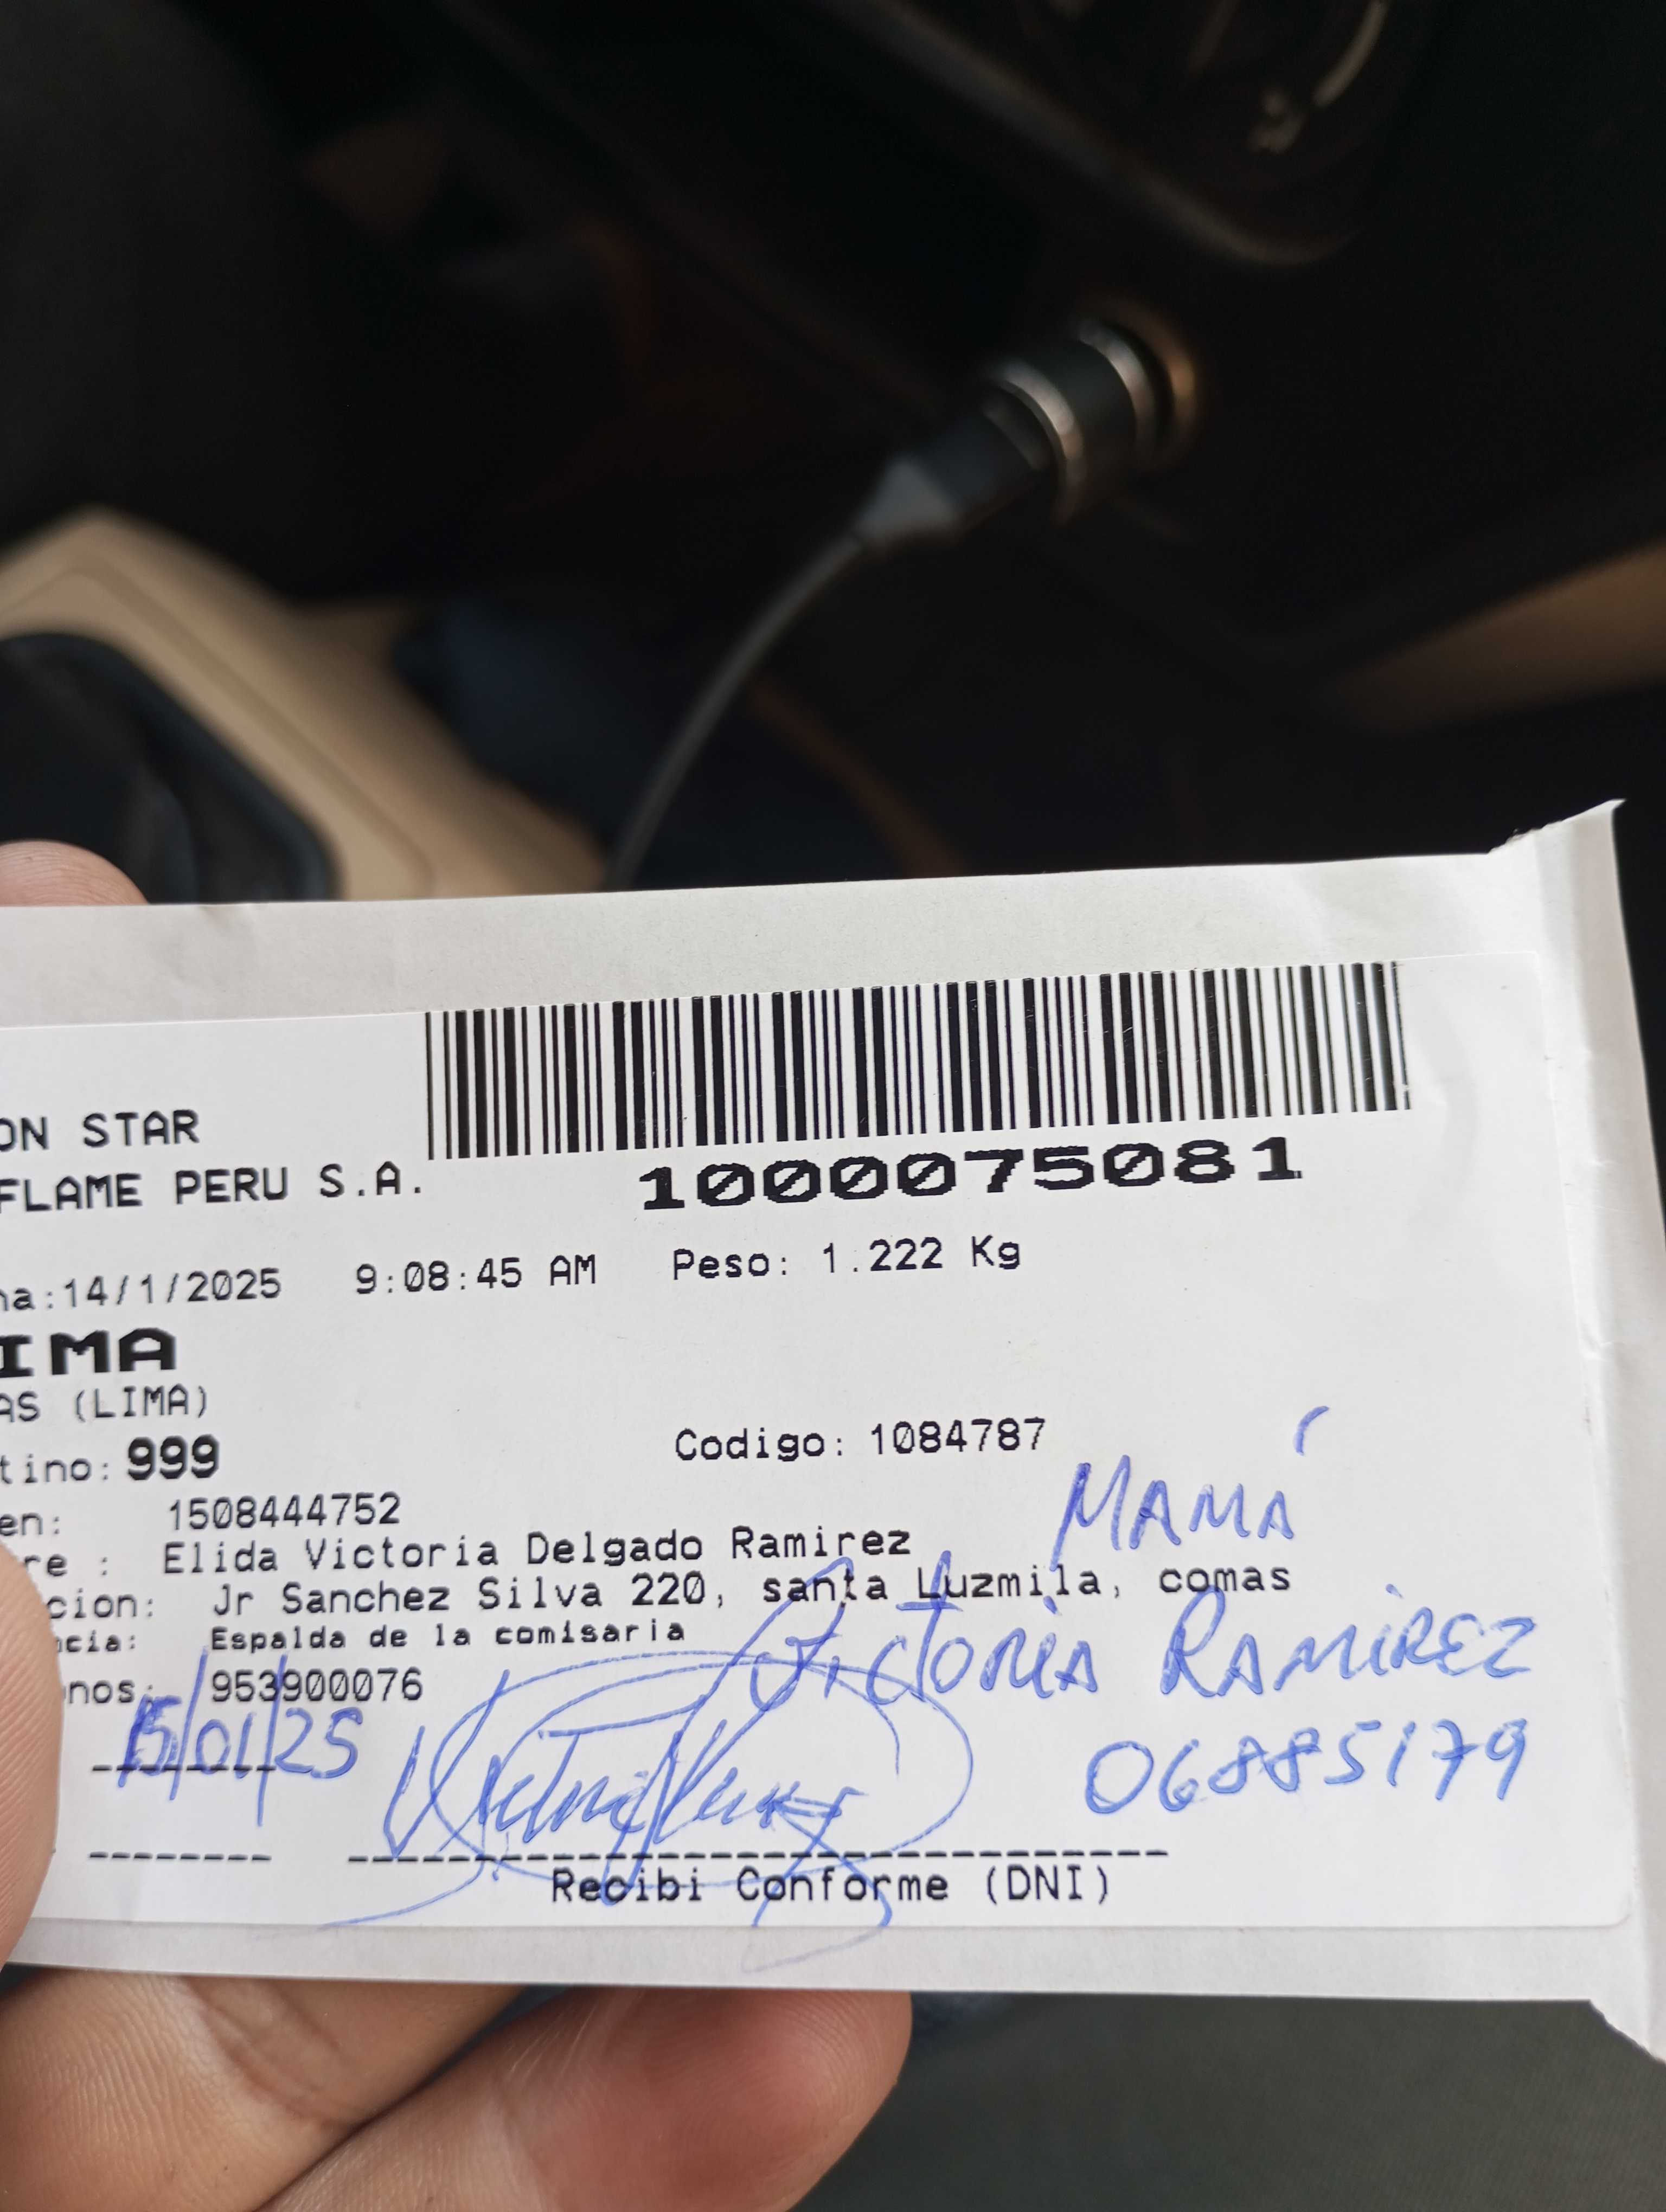 ON STAR
FLAME PERU S.A.
1000075081
na:14/1/2025 9:08:45 AM Peso: 1.222 Kg
IMA
AS (LIMA)
tino: 999 Codigo: 1084787
en: 1508444752
MAMÁ
re : Elida Victoria Delgado Ramirez
cion: Jr Sanchez Silva 220, santa Luzmila, comas
cia: Espalda de la comisaria
VictoRiA RAMiREZ
nos: 953900076
15/01/25
06885179
Recibi Conforme (DNI)